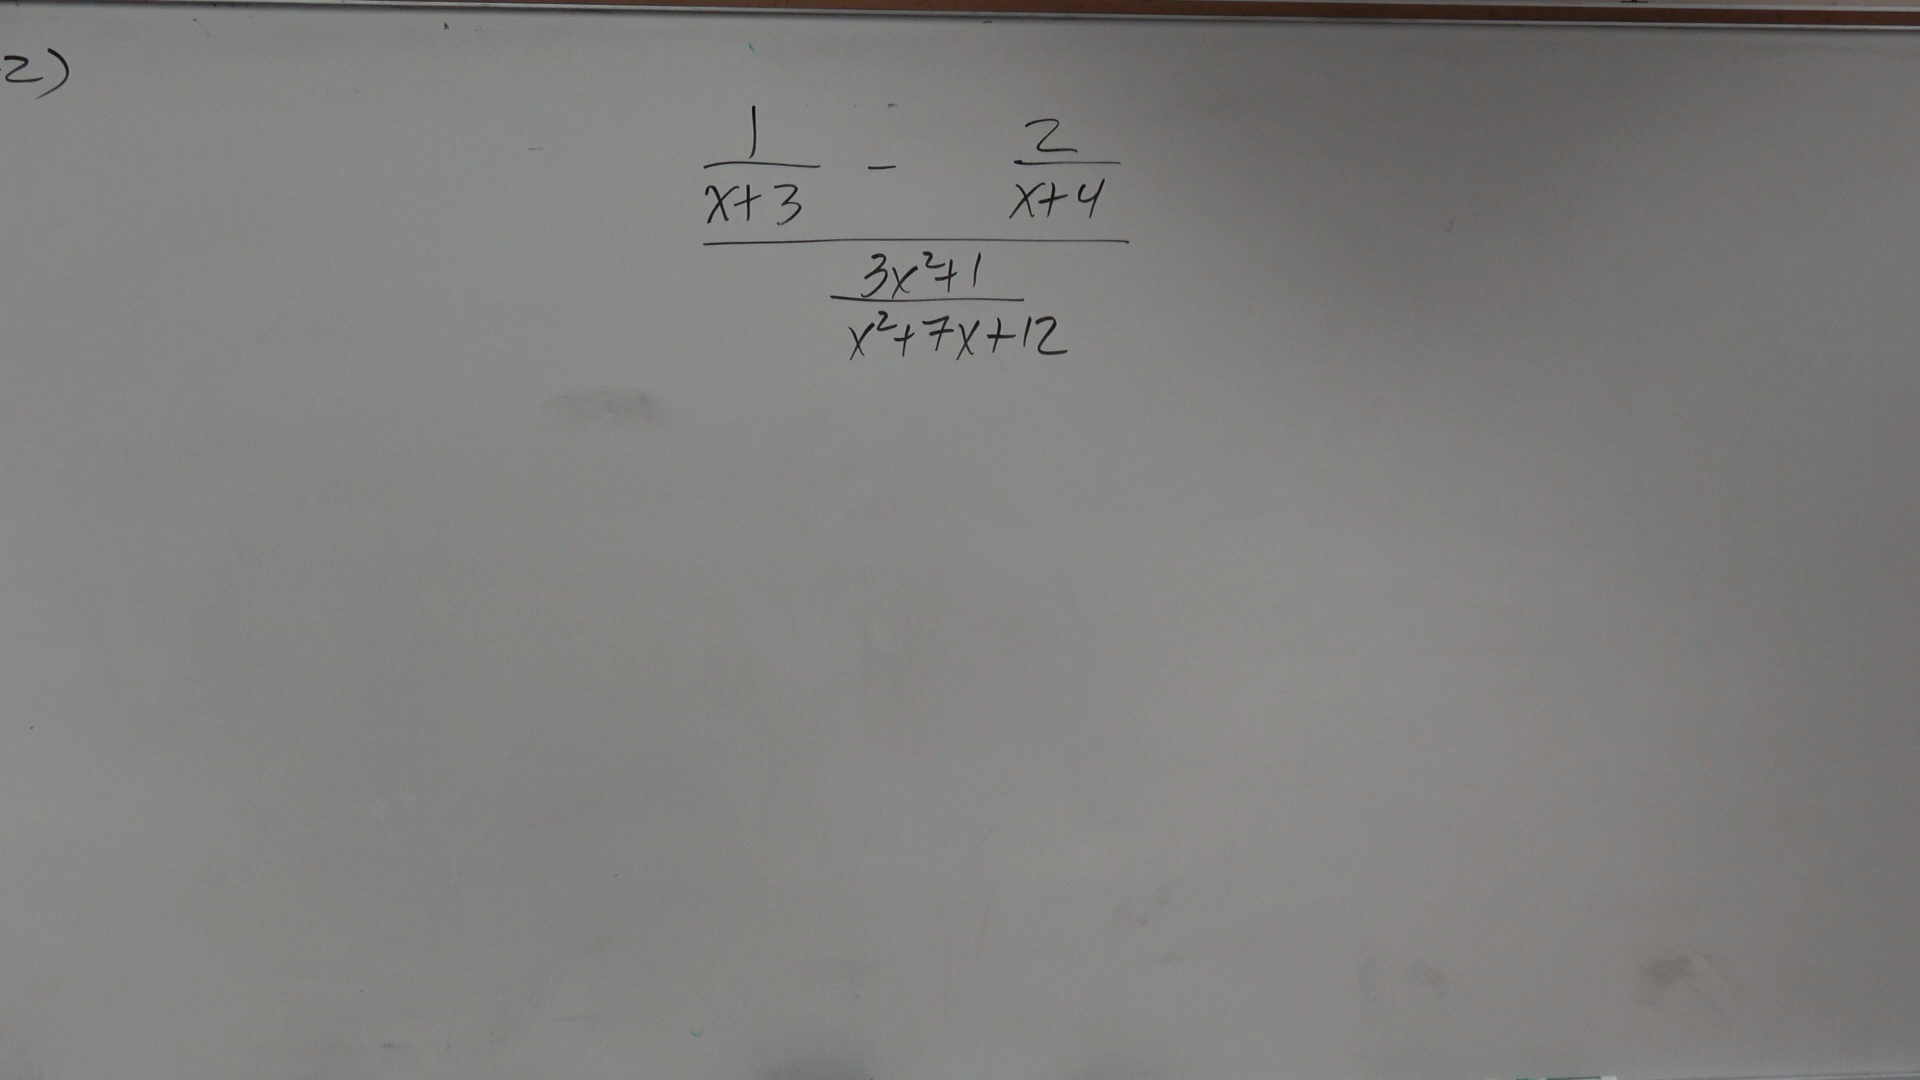 2)
1/(x+3) - 2/(x+4)
(3x²+1)/(x²+7x+12)